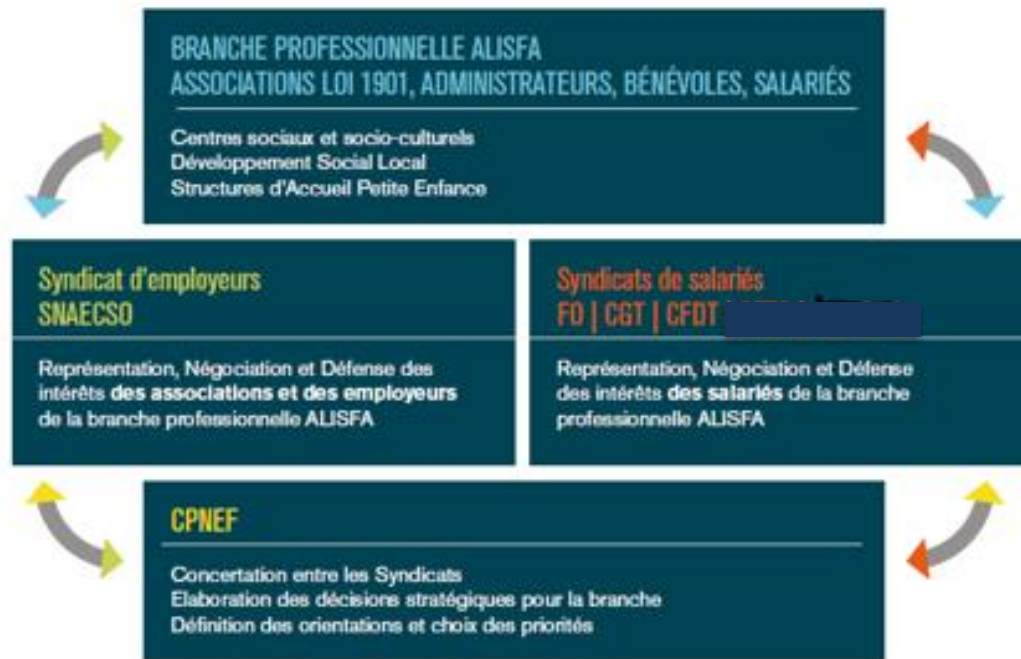 BRANCHE PROFESSIONNELLE ALISFA
ASSOCIATIONS LOI 1901, ADMINISTRATEURS, BÉNÉVOLES, SALARIÉS
Centres sociaux et socio-culturels
Développement Social Local
Structures d'Accueil Petite Enfance
Syndicat d'employeurs
SNAECSO
Représentation, Négociation et Défense des
intérêts des associations et des employeurs
de la branche professionnelle ALISFA
Syndicats de salariés
FO | CGT | CFDT
Représentation, Négociation et Défense
des intérêts des salariés de la branche
professionnelle ALISFA
CPNEF
Concertation entre les Syndicats
Elaboration des décisions stratégiques pour la branche
Définition des orientations et choix des priorités